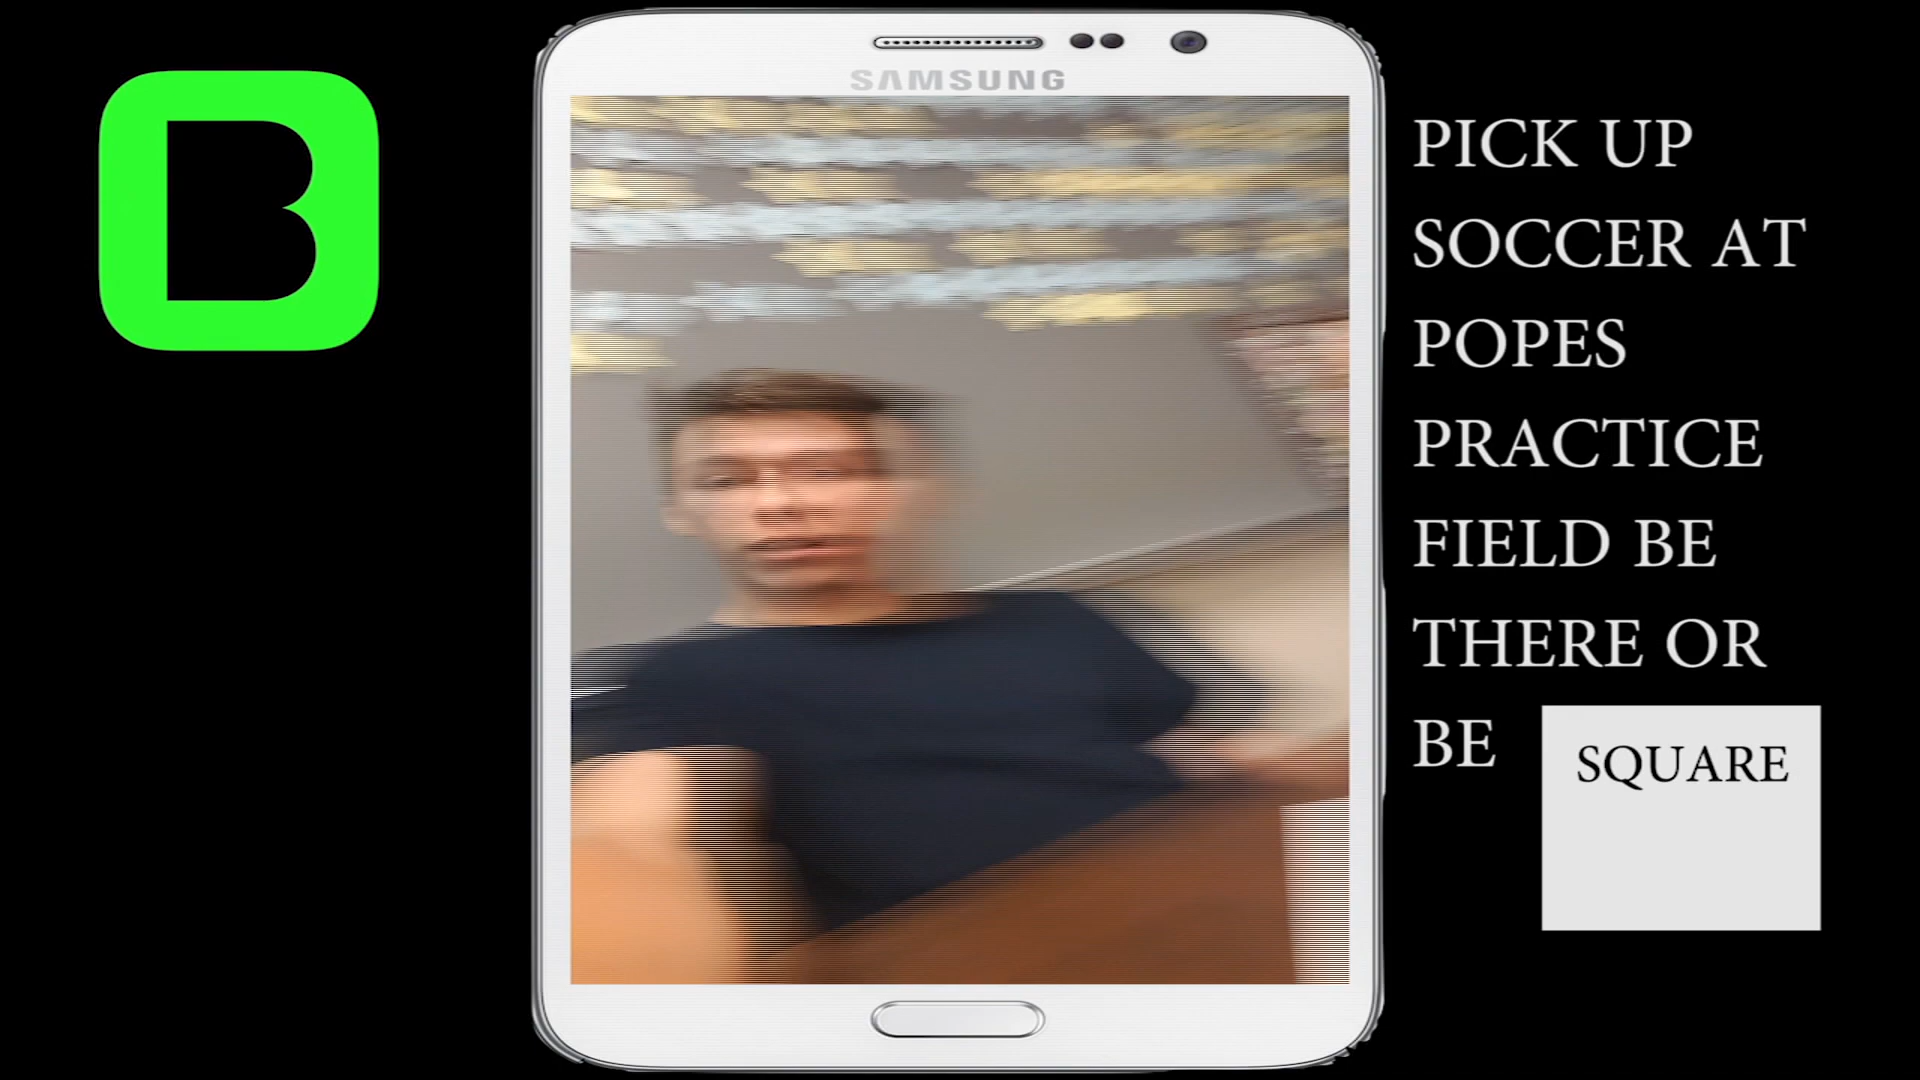 B
SAMSUNG
PICK UP
SOCCER AT
POPES
PRACTICE
FIELD BE
THERE OR
BE SQUARE